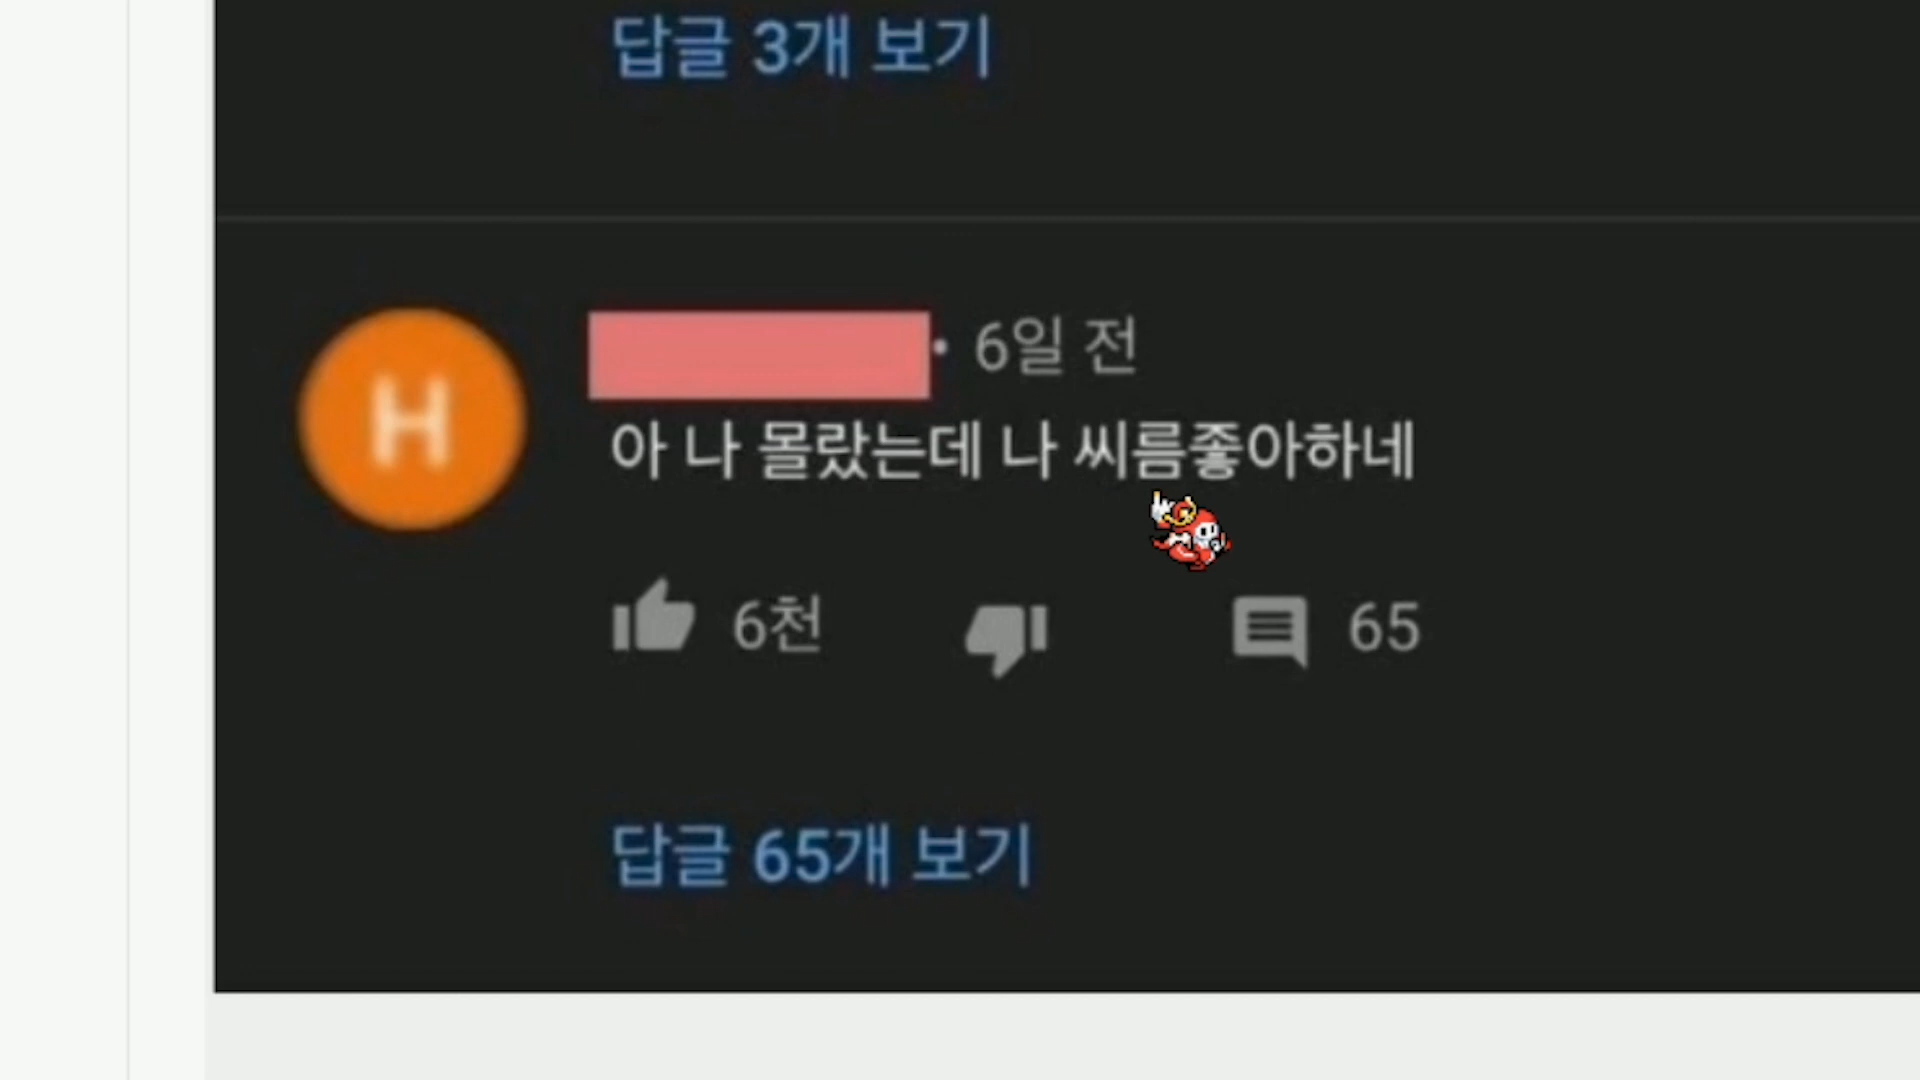 답글 3개 보기
H
• 6일 전
아 나 몰랐는데 나 씨름좋아하네
6천
65
답글 65개 보기